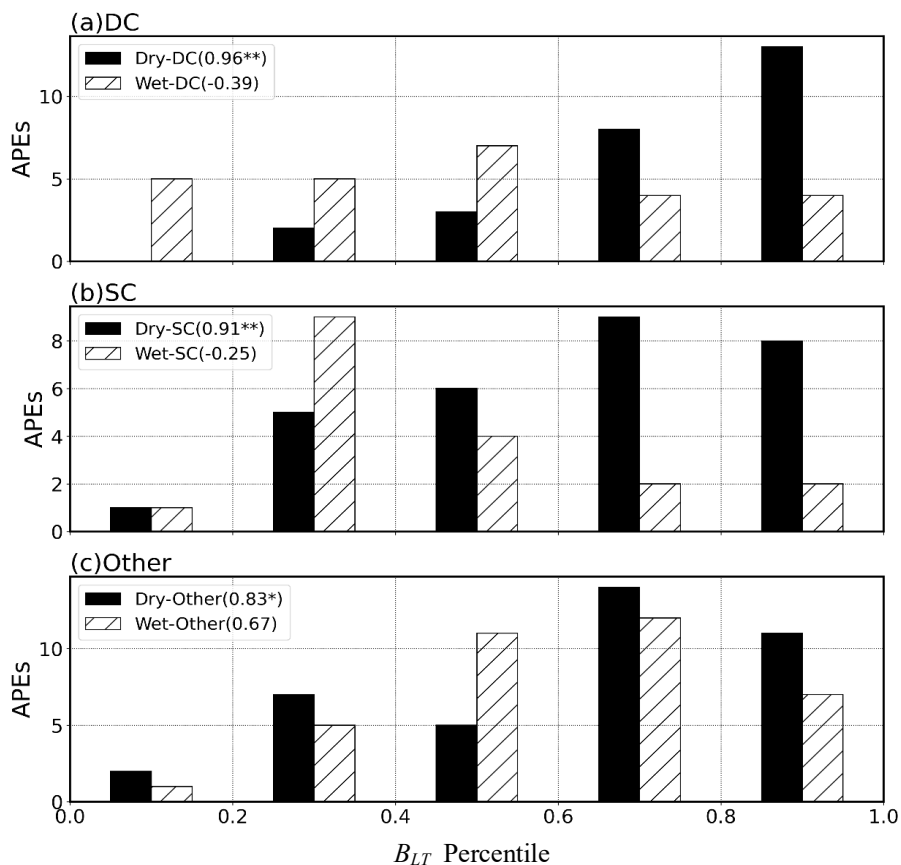 (a)DC
Dry-DC(0.96**)
Wet-DC(-0.39)
APEs
10
5
0
(b)SC
Dry-SC(0.91**)
Wet-SC(-0.25)
APEs
8
6
4
2
0
(c)Other
Dry-Other(0.83*)
Wet-Other(0.67)
APEs
10
5
0
0.0 0.2 0.4 0.6 0.8 1.0
B_{LT} Percentile